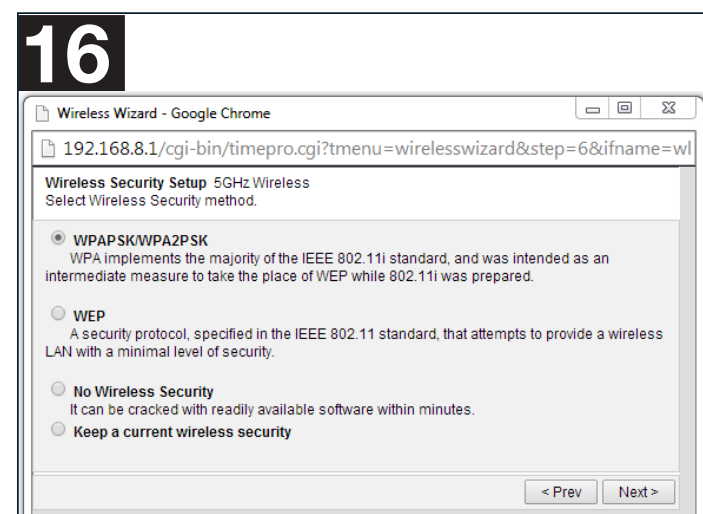 16
Wireless Wizard - Google Chrome
192.168.8.1/cgi-bin/timepro.cgi?tmenu=wirelesswizard&step=6&ifname=wl
Wireless Security Setup 5GHz Wireless
Select Wireless Security method.
WPAPSK/WPA2PSK
WPA implements the majority of the IEEE 802.11i standard, and was intended as an
intermediate measure to take the place of WEP while 802.11i was prepared.
WEP
A security protocol, specified in the IEEE 802.11 standard, that attempts to provide a wireless
LAN with a minimal level of security.
No Wireless Security
It can be cracked with readily available software within minutes.
Keep a current wireless security
< Prev Next >